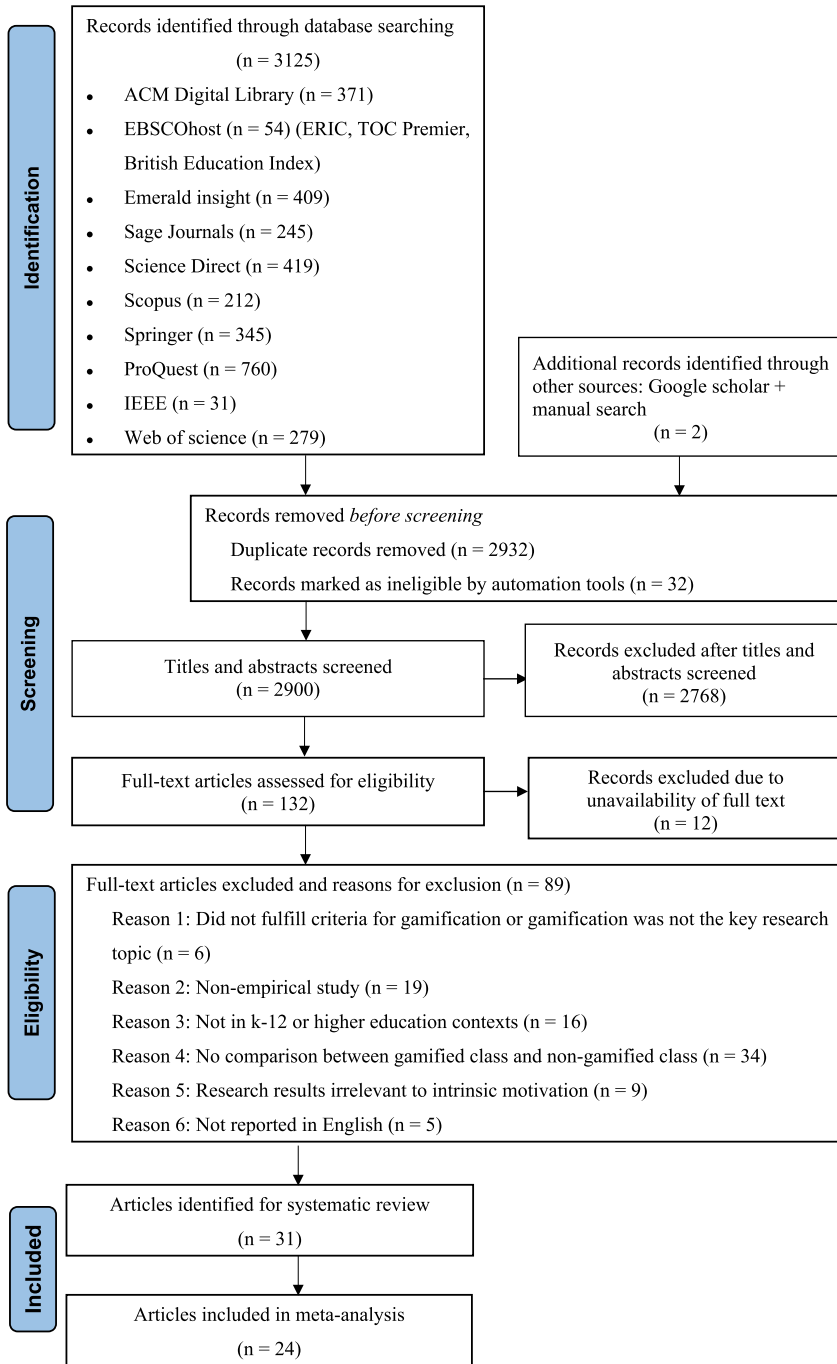 Identification
Records identified through database searching
(n = 3125)
• ACM Digital Library (n = 371)
• EBSCOhost (n = 54) (ERIC, TOC Premier,
British Education Index)
• Emerald insight (n = 409)
• Sage Journals (n = 245)
• Science Direct (n = 419)
• Scopus (n = 212)
• Springer (n = 345)
• ProQuest (n = 760)
• IEEE (n = 31)
• Web of science (n = 279)
Additional records identified through
other sources: Google scholar +
manual search
(n = 2)
Screening
Records removed before screening
Duplicate records removed (n = 2932)
Records marked as ineligible by automation tools (n = 32)
Titles and abstracts screened
(n = 2900)
Records excluded after titles and
abstracts screened
(n = 2768)
Full-text articles assessed for eligibility
(n = 132)
Records excluded due to
unavailability of full text
(n = 12)
Eligibility
Full-text articles excluded and reasons for exclusion (n = 89)
Reason 1: Did not fulfill criteria for gamification or gamification was not the key research
topic (n = 6)
Reason 2: Non-empirical study (n = 19)
Reason 3: Not in k-12 or higher education contexts (n = 16)
Reason 4: No comparison between gamified class and non-gamified class (n = 34)
Reason 5: Research results irrelevant to intrinsic motivation (n = 9)
Reason 6: Not reported in English (n = 5)
Included
Articles identified for systematic review
(n = 31)
Articles included in meta-analysis
(n = 24)